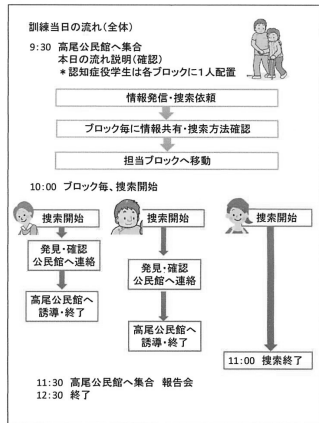 訓練当日の流れ(全体)
9:30 高尾公民館へ集合
本日の流れ説明(確認)
*認知症役学生は各ブロックに1人配置
情報発信・捜索依頼
ブロック毎に情報共有・捜索方法確認
担当ブロックへ移動
10:00 ブロック毎、捜索開始
捜索開始
捜索開始
捜索開始
発見・確認
公民館へ連絡
発見・確認
公民館へ連絡
高尾公民館へ
誘導・終了
高尾公民館へ
誘導・終了
11:00 捜索終了
11:30 高尾公民館へ集合 報告会
12:30 終了